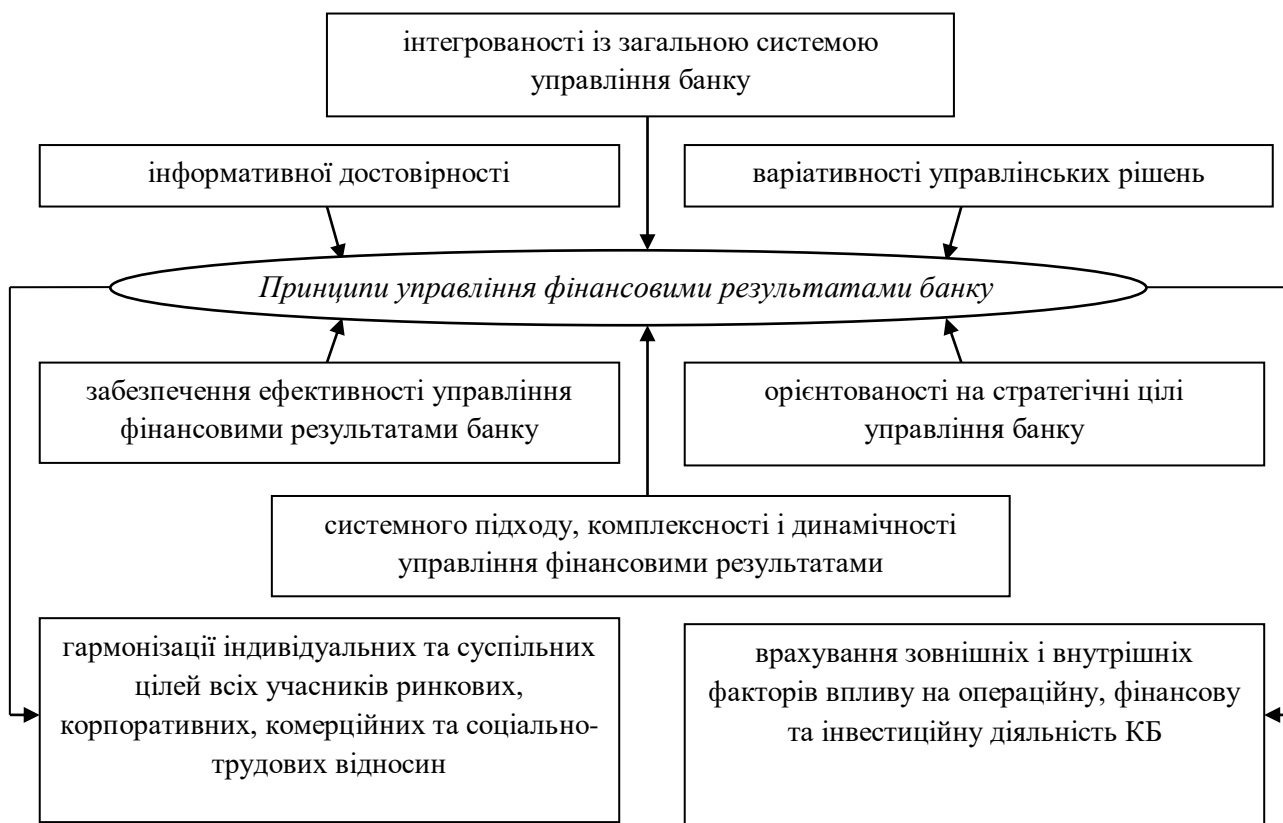 інтегрованості із загальною системою
управління банку
інформативної достовірності
варіативності управлінських рішень
Принципи управління фінансовими результатами банку
забезпечення ефективності управління
фінансовими результатами банку
орієнтованості на стратегічні цілі
управління банку
системного підходу, комплексності і динамічності
управління фінансовими результатами
гармонізації індивідуальних та суспільних
цілей всіх учасників ринкових,
корпоративних, комерційних та соціально-
трудових відносин
врахування зовнішніх і внутрішніх
факторів впливу на операційну, фінансову
та інвестиційну діяльність КБ